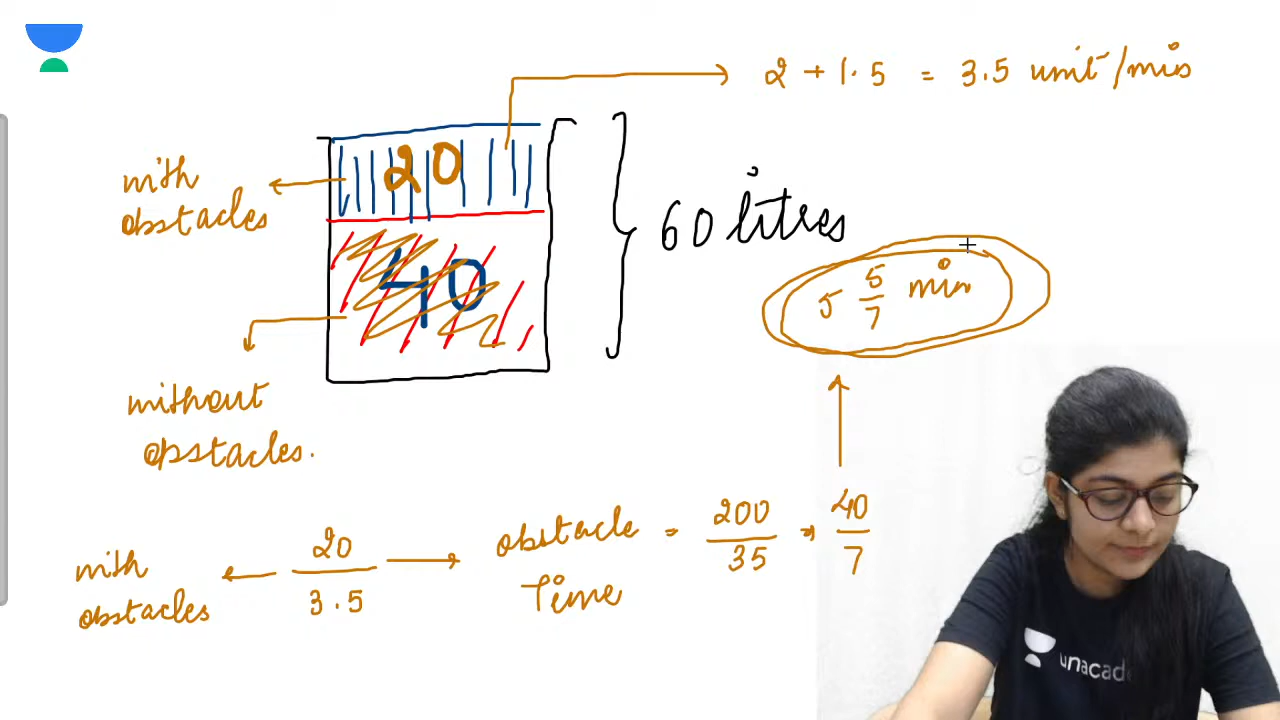 2 + 1.5 = 3.5 unit/min
with
obstacles
20
60 litres
40
5 5/7 min
without
obstacles.
with
obstacles
20/3.5
obstacle
Time
= 200/35 = 40/7
unacade